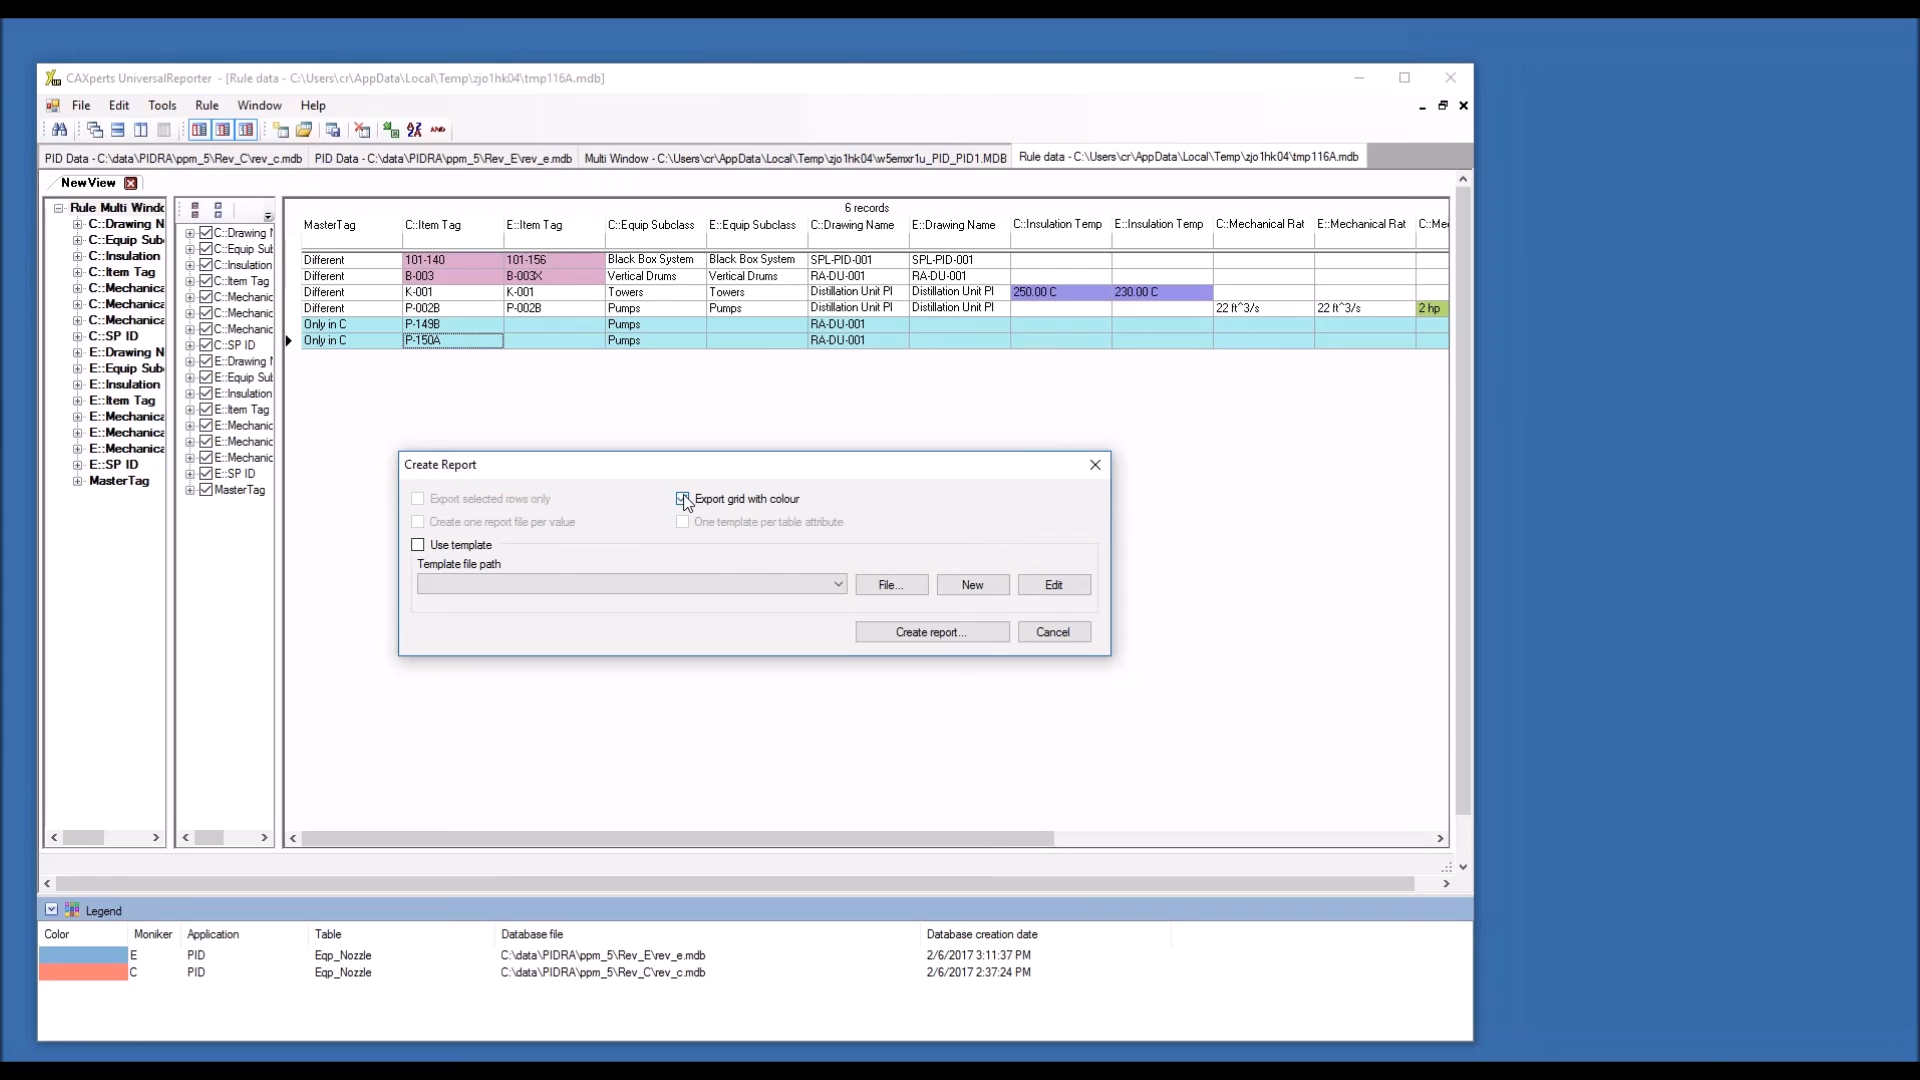 CAXperts UniversalReporter - [Rule data - C:\Users\cr\AppData\Local\Temp\zjo1hk04\tmp116A.mdb]
File Edit Tools Rule Window Help
PID Data - C:\data\PIDRA\ppm_5\Rev_C\rev_c.mdb PID Data - C:\data\PIDRA\ppm_5\Rev_E\rev_e.mdb Multi Window - C:\Users\cr\AppData\Local\Temp\zjo1hk04\w5emxr1u_PID_PID1.MDB Rule data - C:\Users\cr\AppData\Local\Temp\zjo1hk04\tmp116A.mdb
NewView
Rule Multi Windc
C::Drawing N
C::Equip Sub
C::Insulation
C::Item Tag
C::Mechanica
C::Mechanica
C::Mechanica
C::SP ID
E::Drawing N
E::Equip Sub
E::Insulation
E::Item Tag
E::Mechanica
E::Mechanica
E::Mechanica
E::SP ID
MasterTag
C::Drawing N
C::Equip Sub
C::Insulation
C::Item Tag
C::Mechanic
C::Mechanic
C::Mechanic
C::SP ID
E::Drawing N
E::Equip Sub
E::Insulation
E::Item Tag
E::Mechanic
E::Mechanic
E::Mechanic
E::SP ID
MasterTag
6 records
MasterTag C::Item Tag E::Item Tag C::Equip Subclass E::Equip Subclass C::Drawing Name E::Drawing Name C::Insulation Temp E::Insulation Temp C::Mechanical Rat E::Mechanical Rat C::Me
Different 101-140 101-156 Black Box System Black Box System SPL-PID-001 SPL-PID-001
Different B-003 B-003X Vertical Drums Vertical Drums RA-DU-001 RA-DU-001
Different K-001 K-001 Towers Towers Distillation Unit PI Distillation Unit PI 250.00 C 230.00 C
Different P-002B P-002B Pumps Pumps Distillation Unit PI Distillation Unit PI 22 ft^3/s 22 ft^3/s 2 hp
Only in C P-149B Pumps RA-DU-001
Only in C P-150A Pumps RA-DU-001
Create Report
Export selected rows only Export grid with colour
Create one report file per value One template per table attribute
Use template
Template file path
File... New Edit
Create report... Cancel
Legend
Color Moniker Application Table Database file Database creation date
E PID Eqp_Nozzle C:\data\PIDRA\ppm_5\Rev_E\rev_e.mdb 2/6/2017 3:11:37 PM
C PID Eqp_Nozzle C:\data\PIDRA\ppm_5\Rev_C\rev_c.mdb 2/6/2017 2:37:24 PM